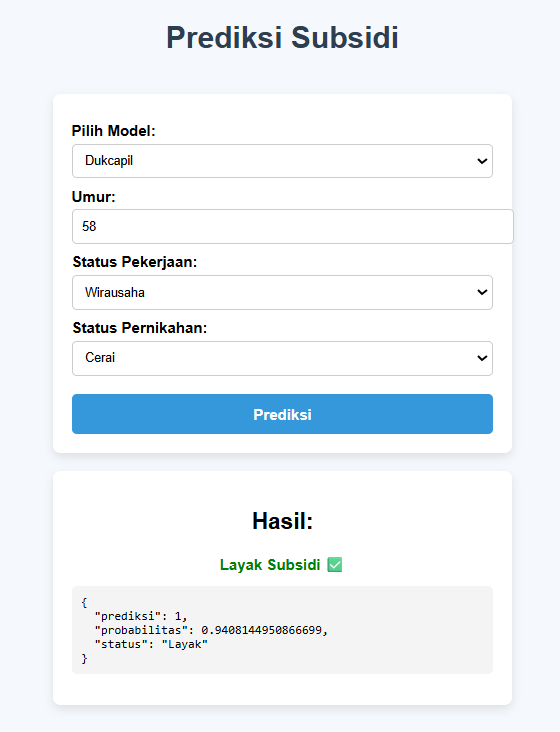 Prediksi Subsidi
Pilih Model:
Dukcapil
Umur:
58
Status Pekerjaan:
Wirausaha
Status Pernikahan:
Cerai
Prediksi
Hasil:
Layak Subsidi ✅
{
  "prediksi": 1,
  "probabilitas": 0.9408144950866699,
  "status": "Layak"
}